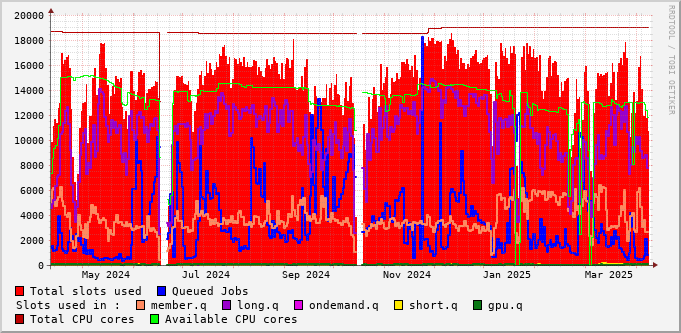 20000
18000
16000
14000
12000
10000
8000
6000
4000
2000
0
May 2024 Jul 2024 Sep 2024 Nov 2024 Jan 2025 Mar 2025
RRDTOOL / TOBI OETIKER
Total slots used Queued Jobs
Slots used in : member.q long.q ondemand.q short.q gpu.q
Total CPU cores Available CPU cores